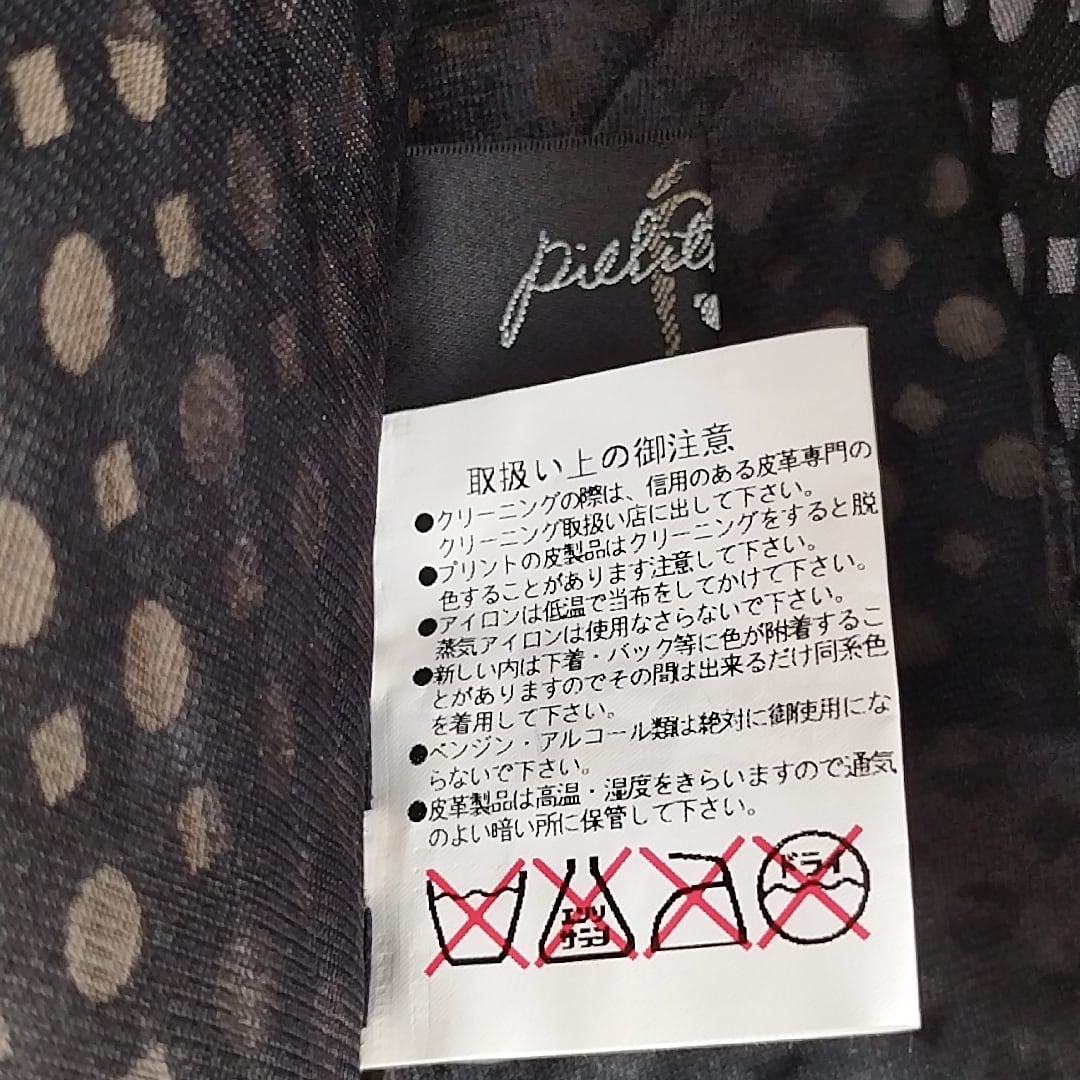 取扱い上の御注意
●クリーニングの際は、信用のある皮革専門の
クリーニング取扱い店に出して下さい。
●プリントの皮製品はクリーニングをすると脱
色することがあります注意して下さい。
●アイロンは低温で当布をしてかけて下さい。
蒸気アイロンは使用なさらないで下さい。
●新しい内は下着・バック等に色が附着するこ
とがありますのでその間は出来るだけ同系色
を着用して下さい。
●ベンジン・アルコール類は絶対に御使用にな
らないで下さい。
●皮革製品は高温・湿度をきらいますので通気
のよい暗い所に保管して下さい。
エンソ
サラシ
ドライ